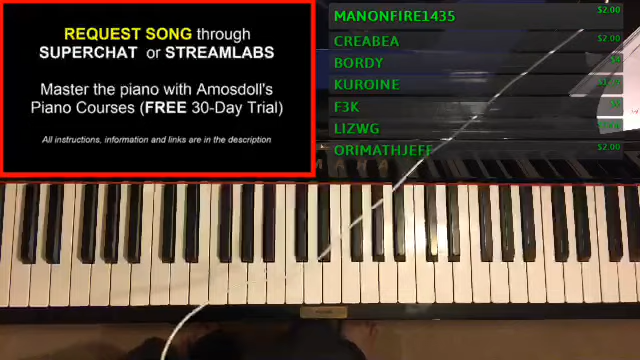 REQUEST SONG through
SUPERCHAT or STREAMLABS
Master the piano with Amosdoll's
Piano Courses (FREE 30-Day Trial)
All instructions, information and links are in the description
MANONFIRE1435 $2.00
CREABEA $2.00
BORDY
KUROINE
F3K
LIZWG
ORIMATHJEFF $2.00